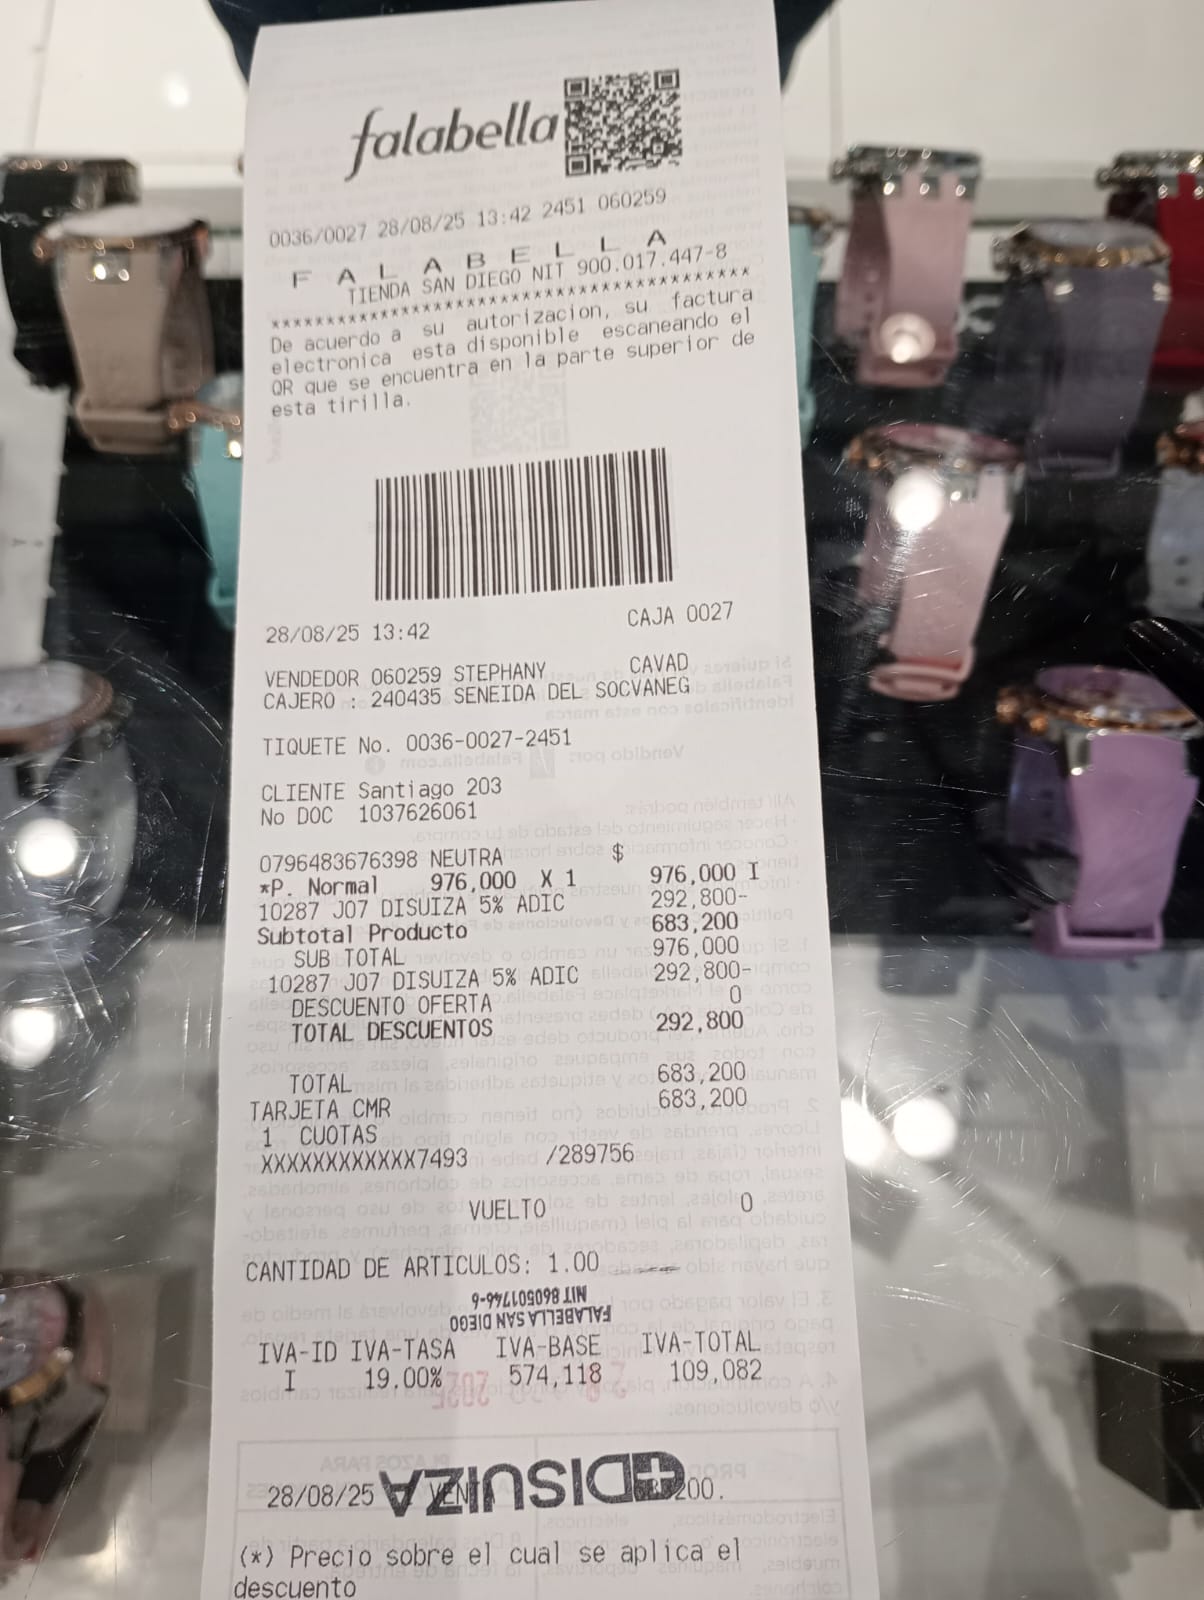 falabella
0036/0027 28/08/25 13:42 2451 060259
F A L A B E L L A
TIENDA SAN DIEGO NIT 900.017.447-8
******************************************
De acuerdo a su autorizacion, su factura
electronica esta disponible escaneando el
QR que se encuentra en la parte superior de
esta tirilla.
28/08/25 13:42 CAJA 0027
VENDEDOR 060259 STEPHANY CAVAD
CAJERO : 240435 SENEIDA DEL SOCVANEG
TIQUETE No. 0036-0027-2451
CLIENTE Santiago 203
No DOC 1037626061
0796483676398 NEUTRA $
*P. Normal 976,000 X 1 976,000 I
10287 J07 DISUIZA 5% ADIC 292,800-
Subtotal Producto 683,200
SUB TOTAL 976,000
10287 J07 DISUIZA 5% ADIC 292,800-
DESCUENTO OFERTA 0
TOTAL DESCUENTOS 292,800
TOTAL 683,200
TARJETA CMR 683,200
1 CUOTAS
XXXXXXXXXXXX7493 /289756
VUELTO 0
CANTIDAD DE ARTICULOS: 1.00
FALABELLA SAN DIEGO
NIT 860501746-6
IVA-ID IVA-TASA IVA-BASE IVA-TOTAL
I 19.00% 574,118 109,082
DISUIZA
28/08/25
(*) Precio sobre el cual se aplica el
descuento